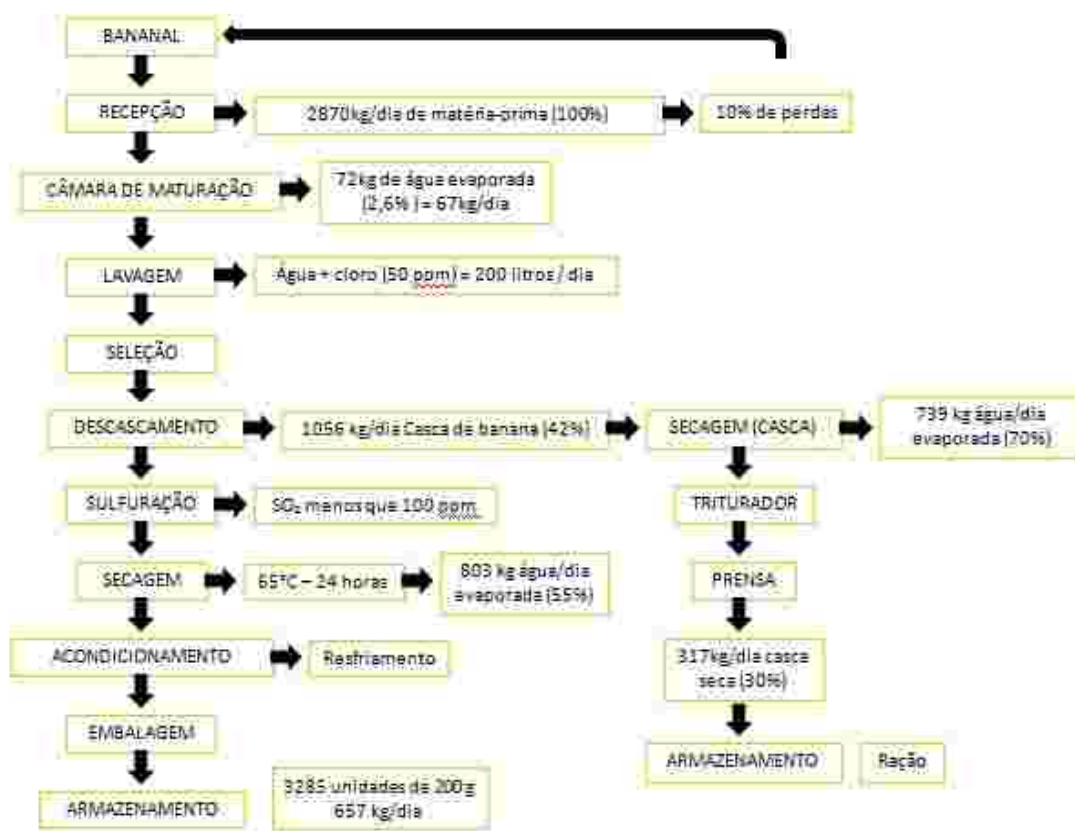 BANANAL
RECEPÇÃO
2870kg/dia de matéria-prima (100%)
10% de perdas
CÂMARA DE MATURAÇÃO
72kg de água evaporada
(2,6% ) = 67kg/dia
LAVAGEM
Água + cloro (50 ppm) = 200 litros / dia
SELEÇÃO
DESCASCAMENTO
1056 kg/dia Casca de banana (42%)
SECAGEM (CASCA)
739 kg água/dia
evaporada (70%)
SULFURAÇÃO
SO₂ menos que 100 ppm
TRITURADOR
SECAGEM
65°C – 24 horas
803 kg água/dia
evaporada (55%)
PRENSA
ACONDICIONAMENTO
Resfriamento
317kg/dia casca
seca (30%)
EMBALAGEM
ARMAZENAMENTO
Ração
ARMAZENAMENTO
3285 unidades de 200g
657 kg/dia